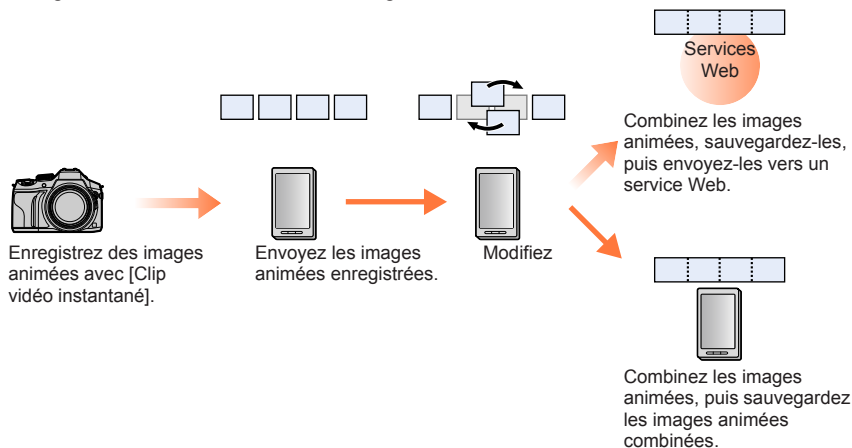 Enregistrez des images
animées avec [Clip
vidéo instantané].
Envoyez les images
animées enregistrées.
Modifiez
Services
Web
Combinez les images
animées, sauvegardez-les,
puis envoyez-les vers un
service Web.
Combinez les images
animées, puis sauvegardez
les images animées
combinées.